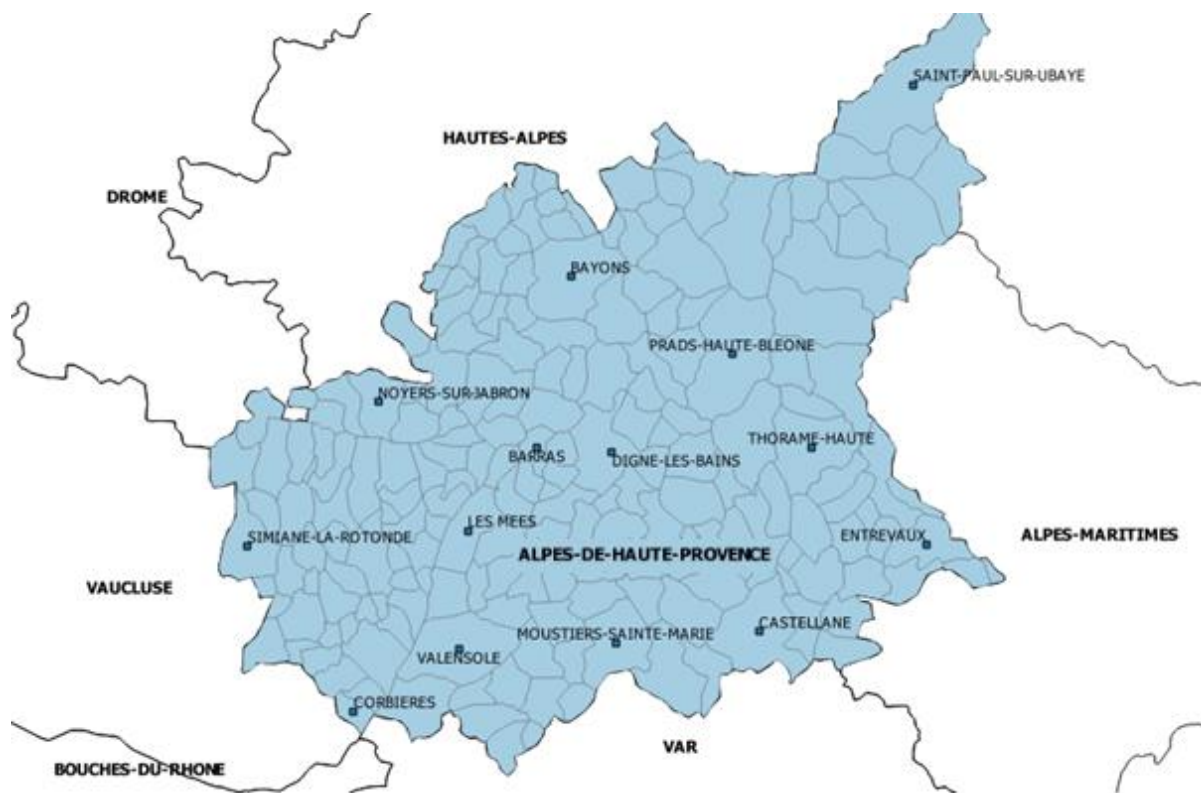 SAINT-PAUL-SUR-UBAYE
HAUTES-ALPES
DROME
BAYONS
PRADS-HAUTE-BLEONE
NOYERS-SUR-JABRON
THORAME-HAUTE
BARRAS
DIGNE-LES-BAINS
LES MEES
SIMIANE-LA-ROTONDE
ENTREVAUX
ALPES-MARITIMES
ALPES-DE-HAUTE-PROVENCE
VAUCLUSE
CASTELLANE
MOUSTIERS-SAINTE-MARIE
VALENSOLE
CORBIERES
VAR
BOUCHES-DU-RHONE